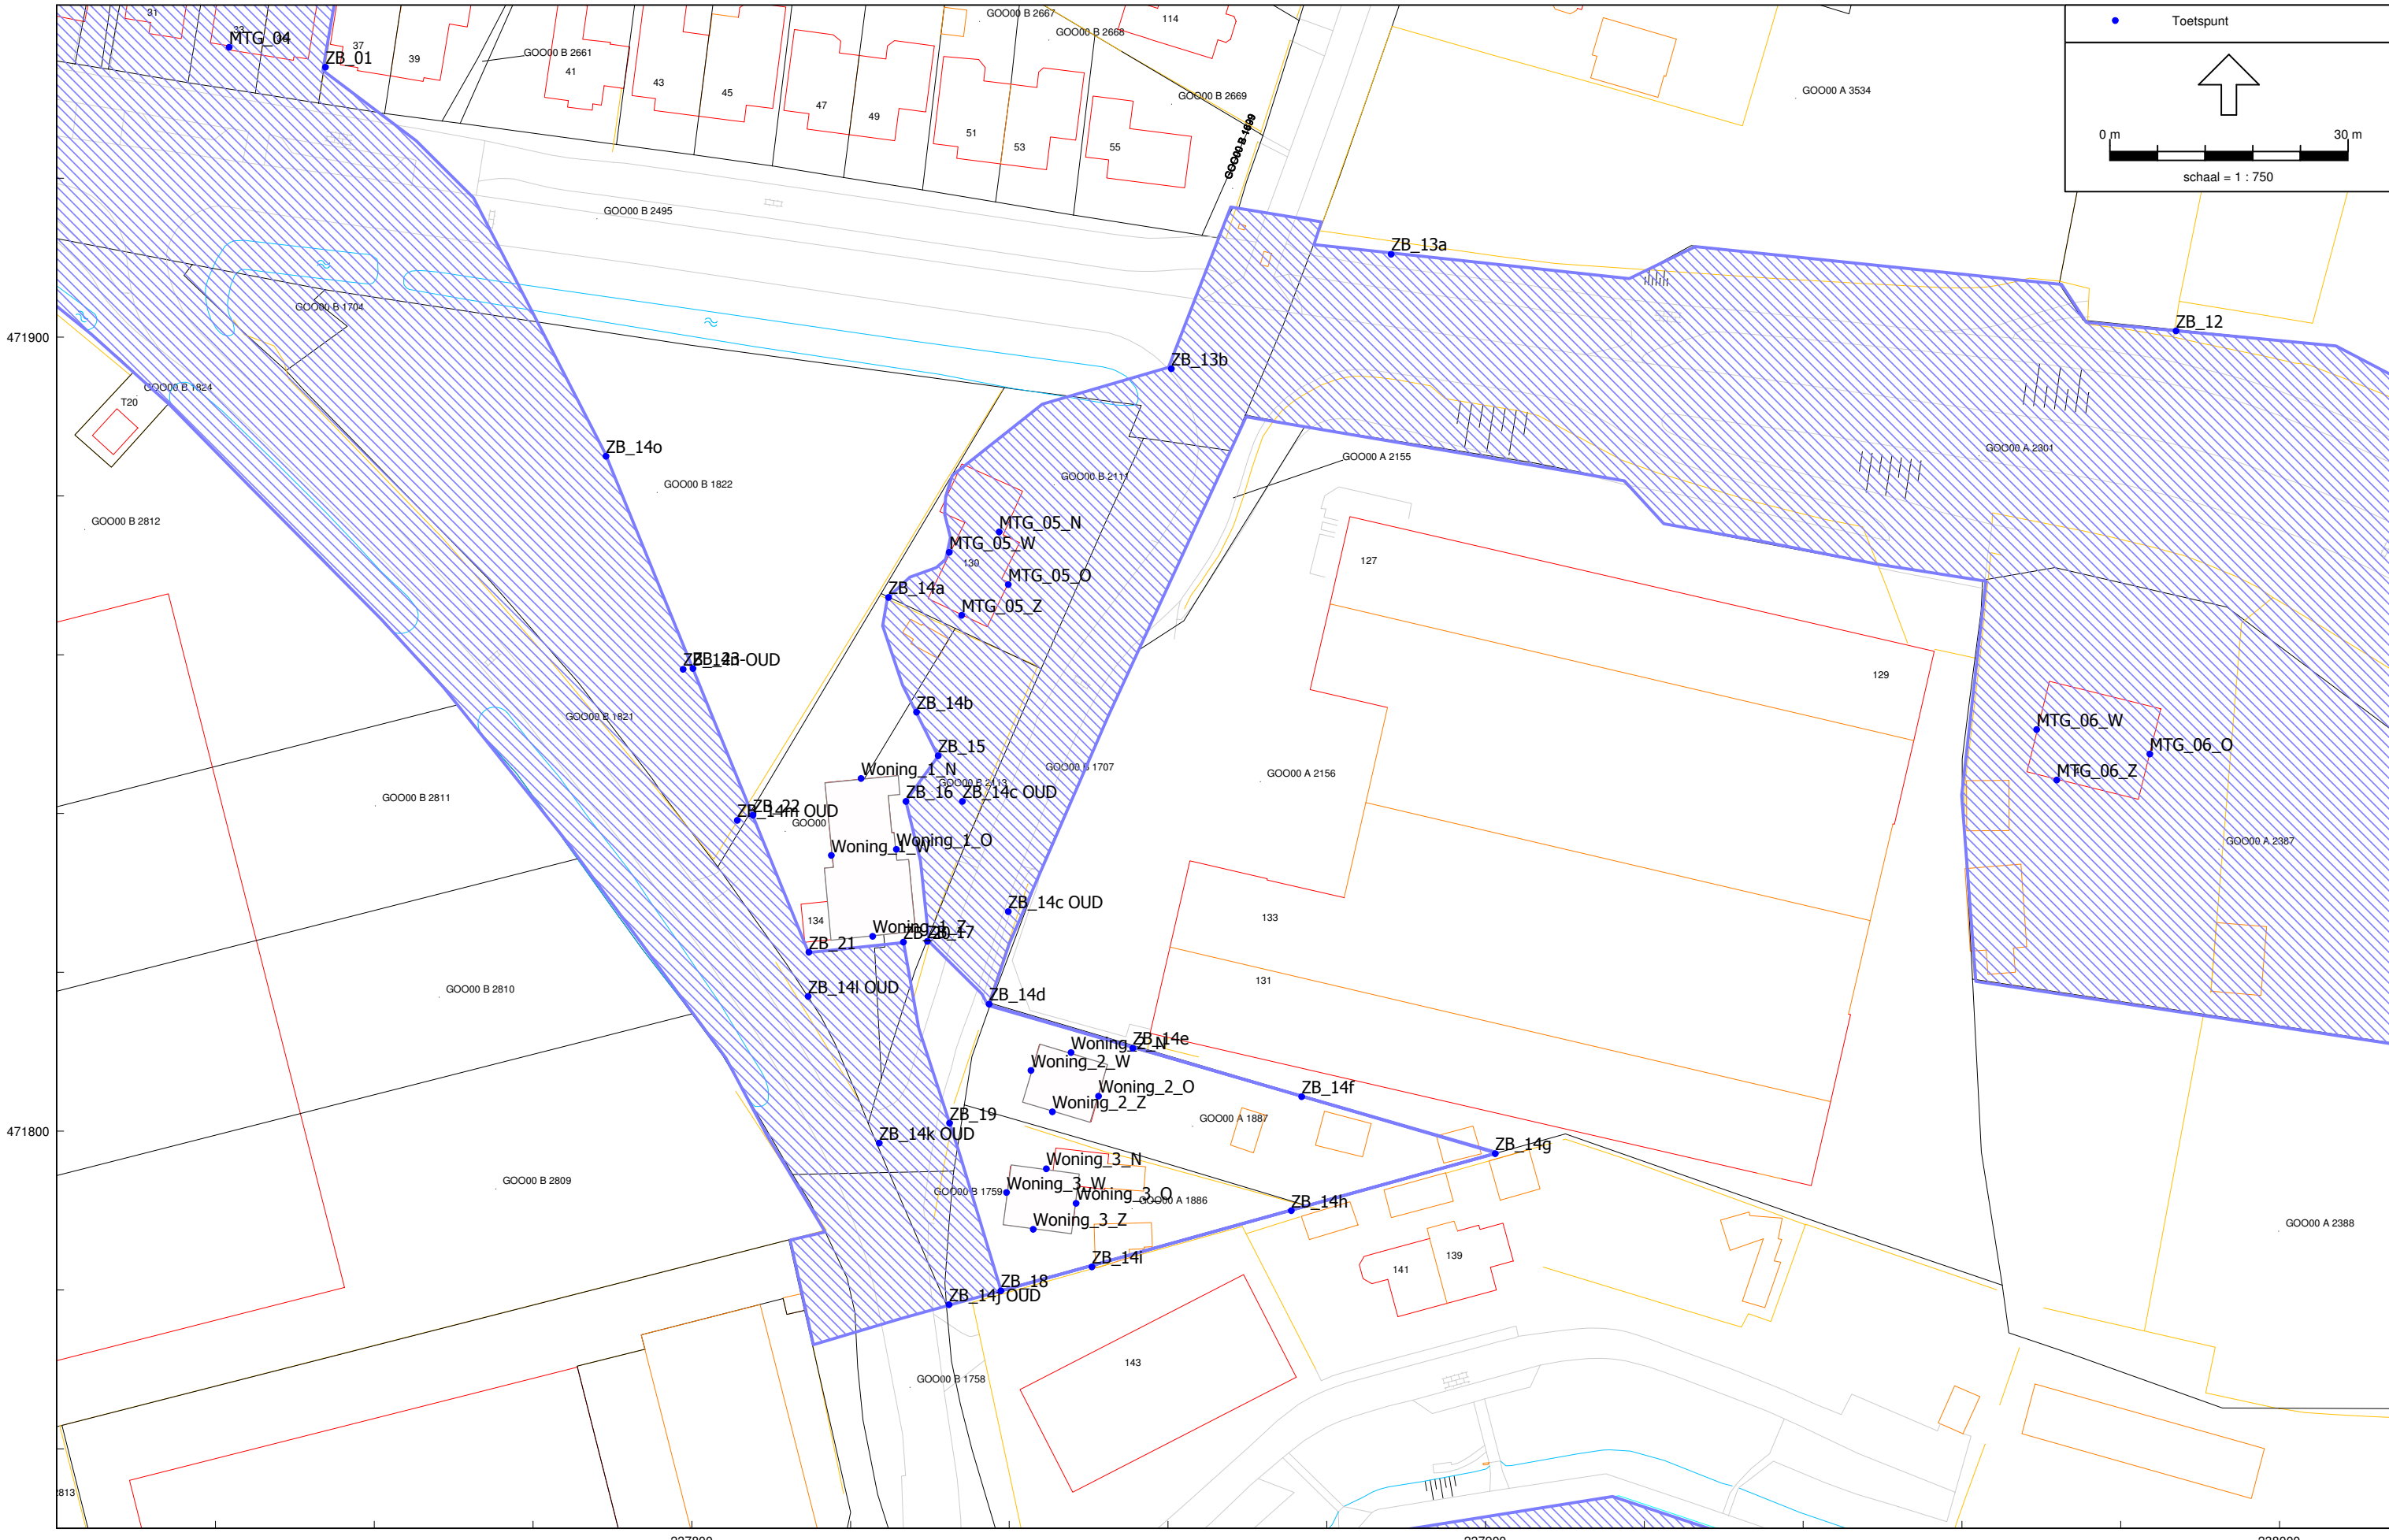 Toetspunt
0 m
30 m
schaal = 1 : 750
31
MTG_04
ZB_01
37
39
GOO00 B 2661
41
43
45
47
49
GOO00 B 2667
GOO00 B 2668
114
GOO00 B 2669
51
53
55
GOO00 A 3534
GOO00 B 2495
ZB_13a
GOO00 B 1704
ZB_12
471900
ZB_13b
GOO00 B 1824
T20
ZB_14o
GOO00 A 2155
GOO00 A 2301
GOO00 B 2111
GOO00 B 1822
GOO00 B 2812
MTG_05_N
MTG_05_W
130
127
MTG_05_O
ZB_14a
MTG_05_Z
ZB_23
129
ZB_14b
GOO00 B 1821
MTG_06_W
ZB_15
MTG_06_O
GOO00 B 1707
Woning_1_N
GOO00 A 2156
MTG_06_Z
ZB_16
ZB_14c OUD
GOO00 B 2811
ZB_22
ZB_14m OUD
GOO00
Woning_1_O
Woning_1_W
GOO00 A 2387
ZB_14c OUD
134
133
Woning_1_Z
ZB_17
ZB_21
131
GOO00 B 2810
ZB_14l OUD
ZB_14d
ZB_14e
Woning_2_N
Woning_2_W
Woning_2_O
ZB_14f
Woning_2_Z
GOO00 A 1887
ZB_19
471800
ZB_14k OUD
ZB_14g
Woning_3_N
GOO00 B 2809
GOO00 B 1759
Woning_3_W
Woning_3_O
GOO00 A 1886
ZB_14h
Woning_3_Z
GOO00 A 2388
ZB_14i
139
141
ZB_18
ZB_14j OUD
143
GOO00 B 1758